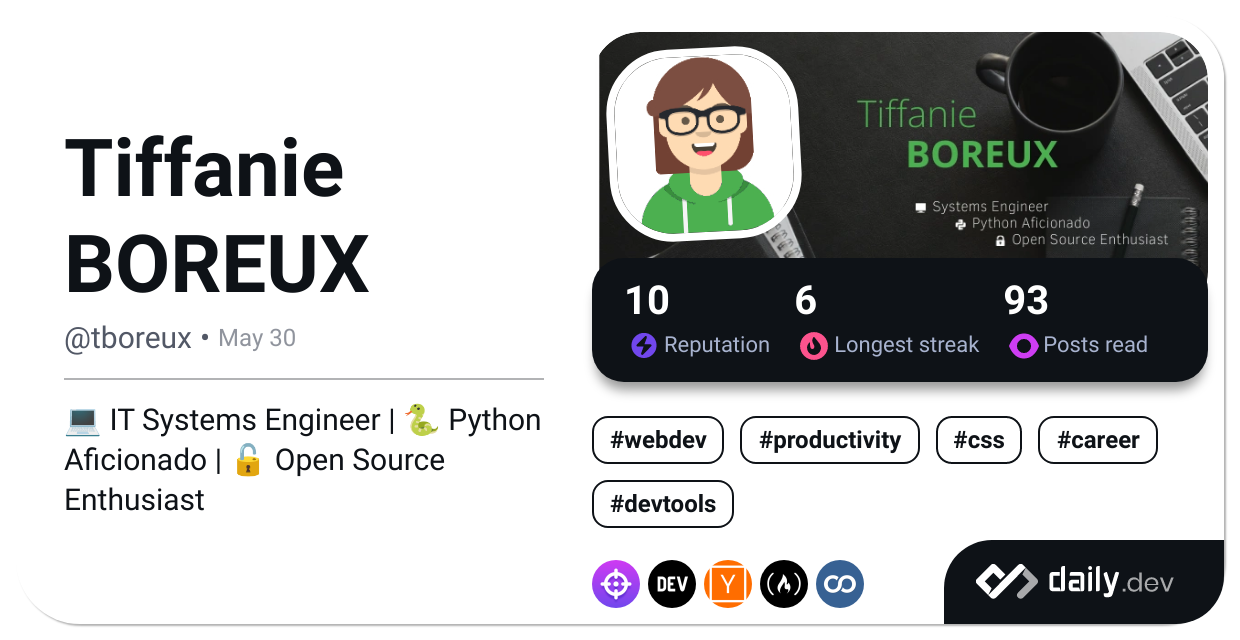 Tiffanie
BOREUX
@tboreux • May 30
💻 IT Systems Engineer | 🐍 Python
Aficionado | 🔓 Open Source
Enthusiast
Tiffanie
BOREUX
Systems Engineer
Python Aficionado
Open Source Enthusiast
10 6 93
Reputation Longest streak Posts read
#webdev #productivity #css #career
#devtools
DEV Y
daily.dev